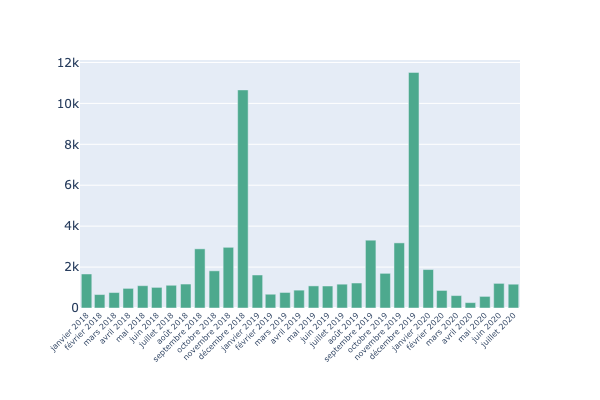 12k
10k
8k
6k
4k
2k
0
janvier 2018
février 2018
mars 2018
avril 2018
mai 2018
juin 2018
juillet 2018
août 2018
septembre 2018
octobre 2018
novembre 2018
décembre 2018
janvier 2019
février 2019
mars 2019
avril 2019
mai 2019
juin 2019
juillet 2019
août 2019
septembre 2019
octobre 2019
novembre 2019
décembre 2019
janvier 2020
février 2020
mars 2020
avril 2020
mai 2020
juin 2020
juillet 2020